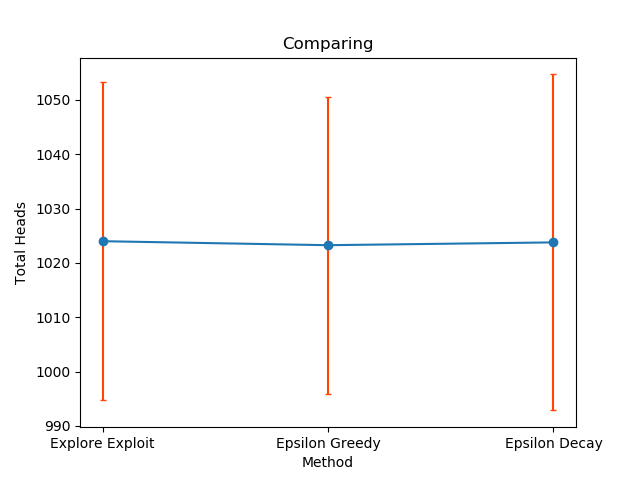 Comparing
Total Heads
1050
1040
1030
1020
1010
1000
990
Explore Exploit Epsilon Greedy Epsilon Decay
Method